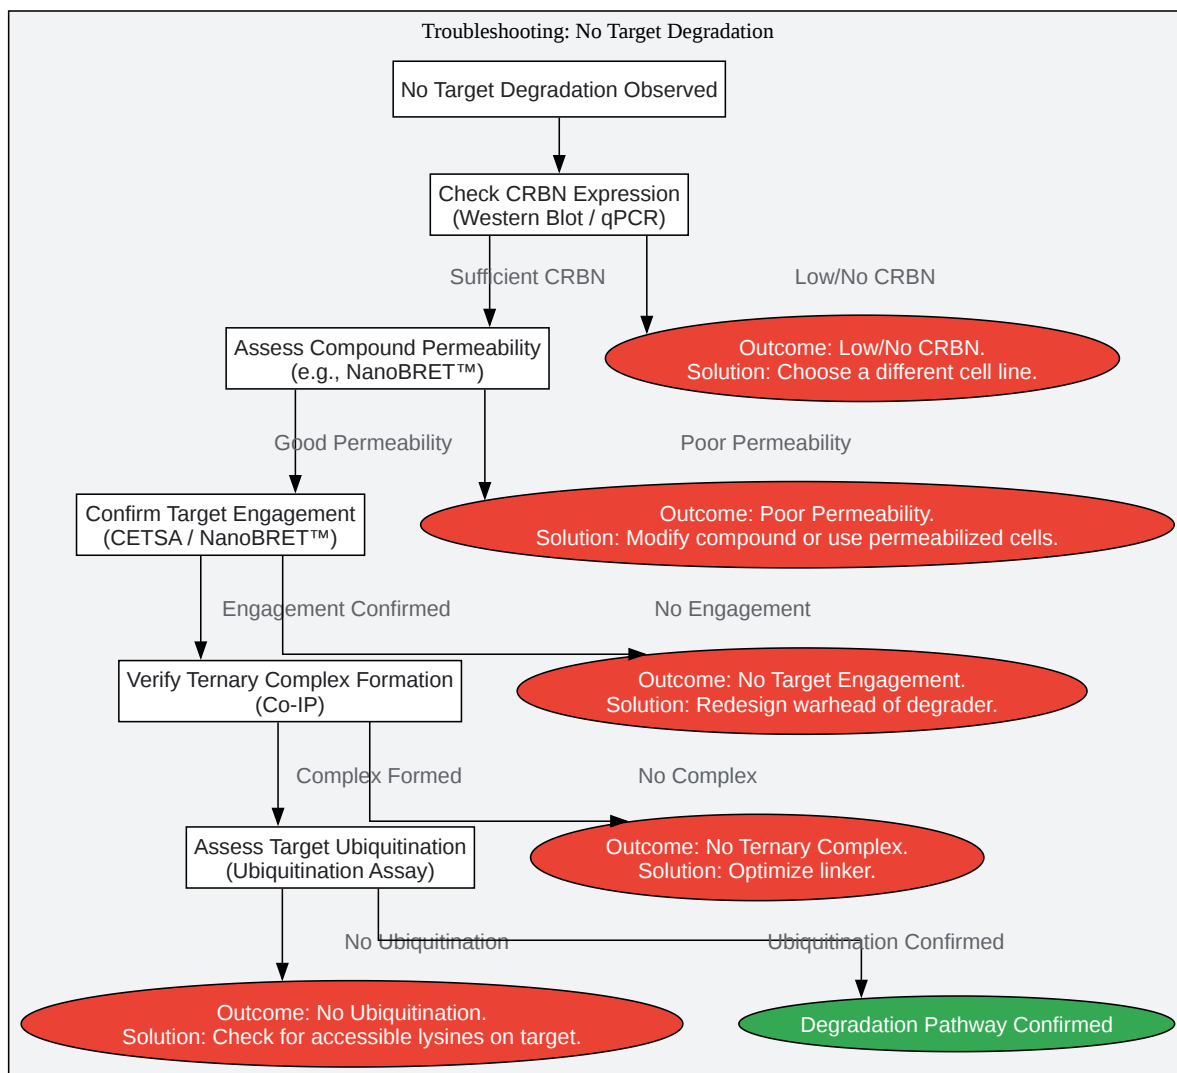 Troubleshooting: No Target Degradation
No Target Degradation Observed
Check CRBN Expression
(Western Blot / qPCR)
Sufficient CRBN
Low/No CRBN
Assess Compound Permeability
(e.g., NanoBRET™)
Outcome: Low/No CRBN.
Solution: Choose a different cell line.
Good Permeability
Poor Permeability
Confirm Target Engagement
(CETSA / NanoBRET™)
Outcome: Poor Permeability.
Solution: Modify compound or use permeabilized cells.
Engagement Confirmed
No Engagement
Verify Ternary Complex Formation
(Co-IP)
Outcome: No Target Engagement.
Solution: Redesign warhead of degrader.
Complex Formed
No Complex
Assess Target Ubiquitination
(Ubiquitination Assay)
Outcome: No Ternary Complex.
Solution: Optimize linker.
No Ubiquitination
Ubiquitination Confirmed
Outcome: No Ubiquitination.
Solution: Check for accessible lysines on target.
Degradation Pathway Confirmed